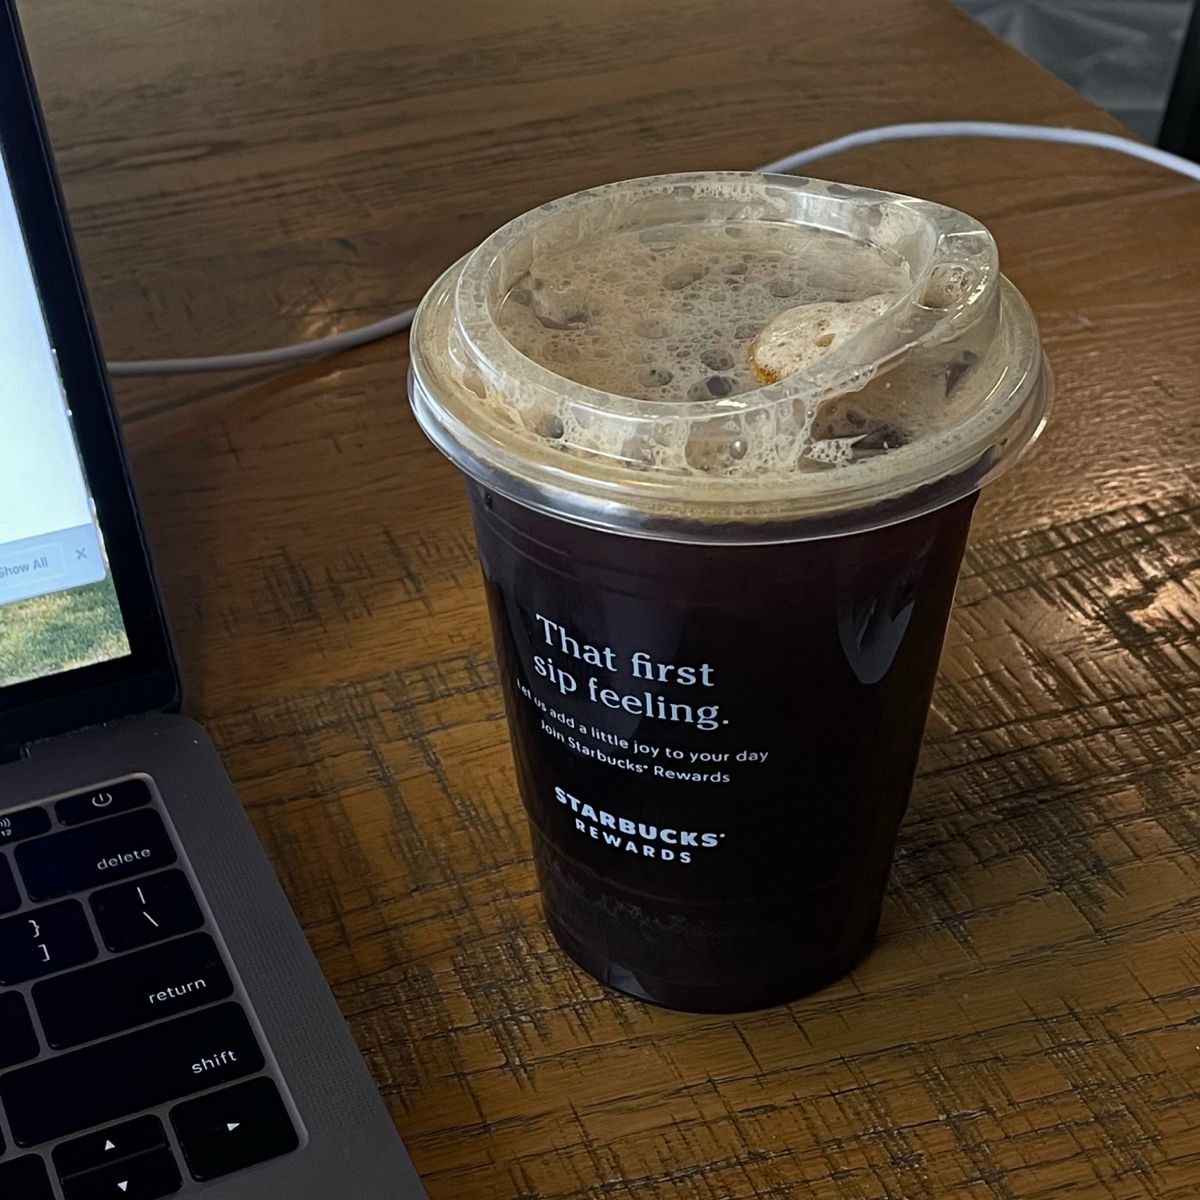 That first
sip feeling.
Let us add a little joy to your day
Join Starbucks® Rewards
STARBUCKS®
REWARDS
Show All ×
12
delete
}
]
|
\
return
shift